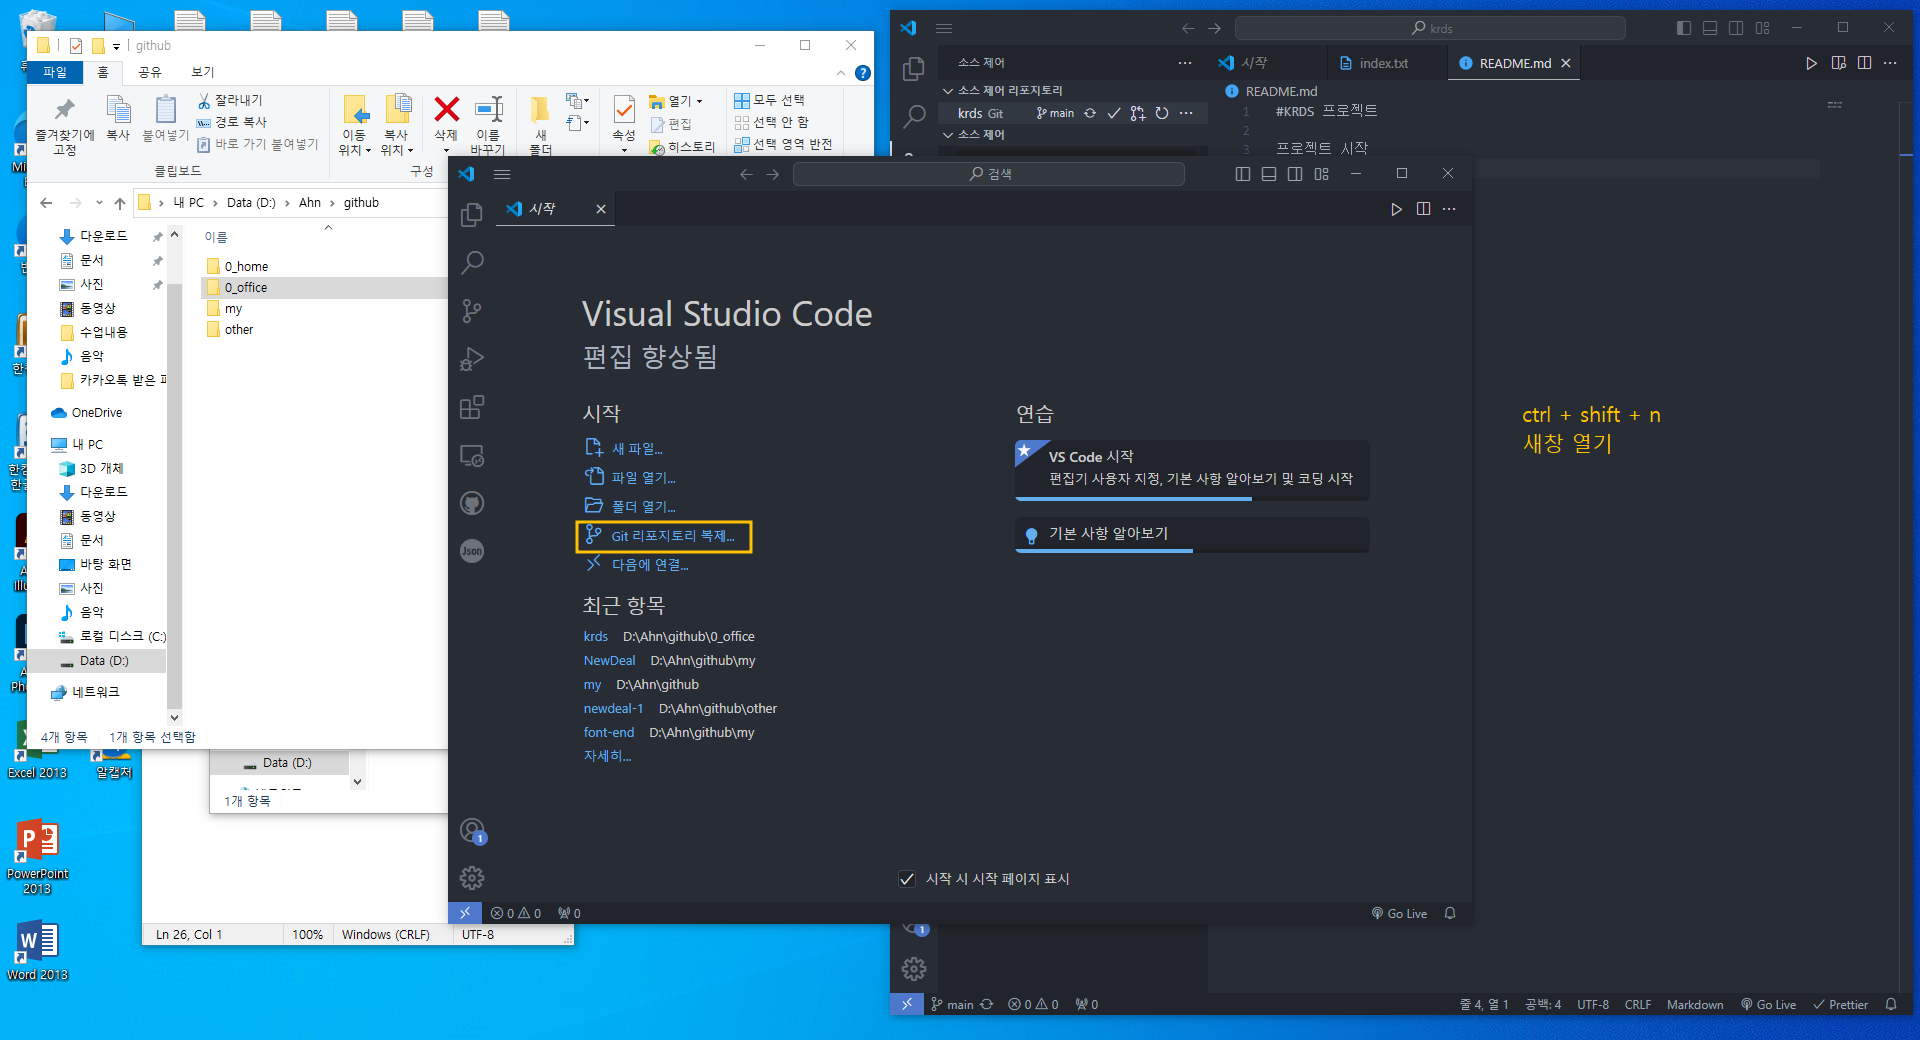 github
파일
홈
공유
보기
즐겨찾기에
고정
복사
붙여넣기
잘라내기
경로 복사
바로 가기 붙여넣기
클립보드
이동
위치
복사
위치
삭제
이름
바꾸기
구성
새
폴더
속성
열기
편집
히스토리
모두 선택
선택 안 함
선택 영역 반전
내 PC
Data (D:)
Ahn
github
다운로드
문서
사진
동영상
수업내용
음악
카카오톡 받은
OneDrive
내 PC
3D 개체
다운로드
동영상
문서
바탕 화면
사진
음악
로컬 디스크 (C:)
Data (D:)
네트워크
이름
0_home
0_office
my
other
4개 항목
1개 항목 선택함
Data (D:)
1개 항목
Ln 26, Col 1
100%
Windows (CRLF)
UTF-8
Excel 2013
알캡처
PowerPoint
2013
Word 2013
krds
소스 제어
시작
index.txt
README.md
소스 제어 리포지토리
krds Git
main
소스 제어
README.md
1 #KRDS 프로젝트
2
3 프로젝트 시작
검색
시작
Visual Studio Code
편집 향상됨
시작
새 파일...
파일 열기...
폴더 열기...
Git 리포지토리 복제...
다음에 연결...
최근 항목
krds D:\Ahn\github\0_office
NewDeal D:\Ahn\github\my
my D:\Ahn\github
newdeal-1 D:\Ahn\github\other
font-end D:\Ahn\github\my
자세히...
연습
VS Code 시작
편집기 사용자 지정, 기본 사항 알아보기 및 코딩 시작
기본 사항 알아보기
시작 시 시작 페이지 표시
Json
1
0 0 0
Go Live
ctrl + shift + n
새창 열기
1
main
0 0 0
줄 4, 열 1
공백: 4
UTF-8
CRLF
Markdown
Go Live
Prettier